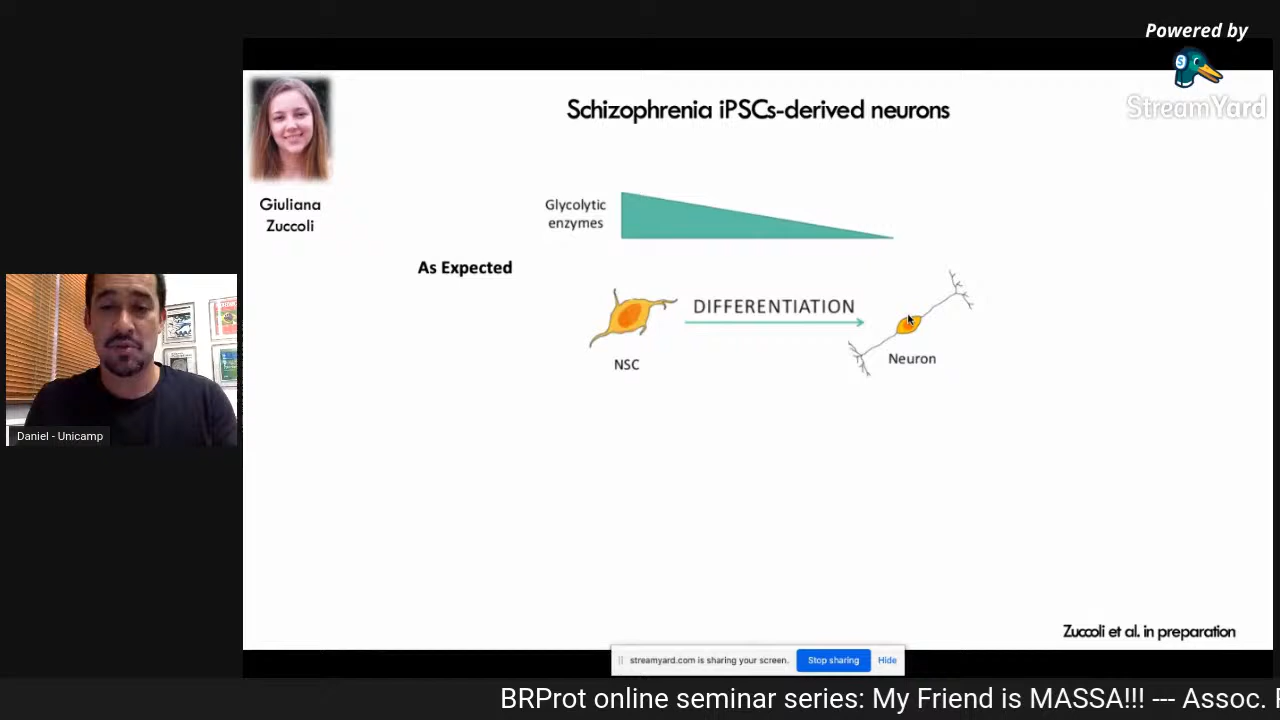 Powered by
StreamYard
Schizophrenia iPSCs-derived neurons
Giuliana
Zuccoli
Glycolytic
enzymes
As Expected
DIFFERENTIATION
NSC
Neuron
Daniel - Unicamp
Zuccoli et al. in preparation
streamyard.com is sharing your screen.
Stop sharing
Hide
BRProt online seminar series: My Friend is MASSA!!! --- Assoc.